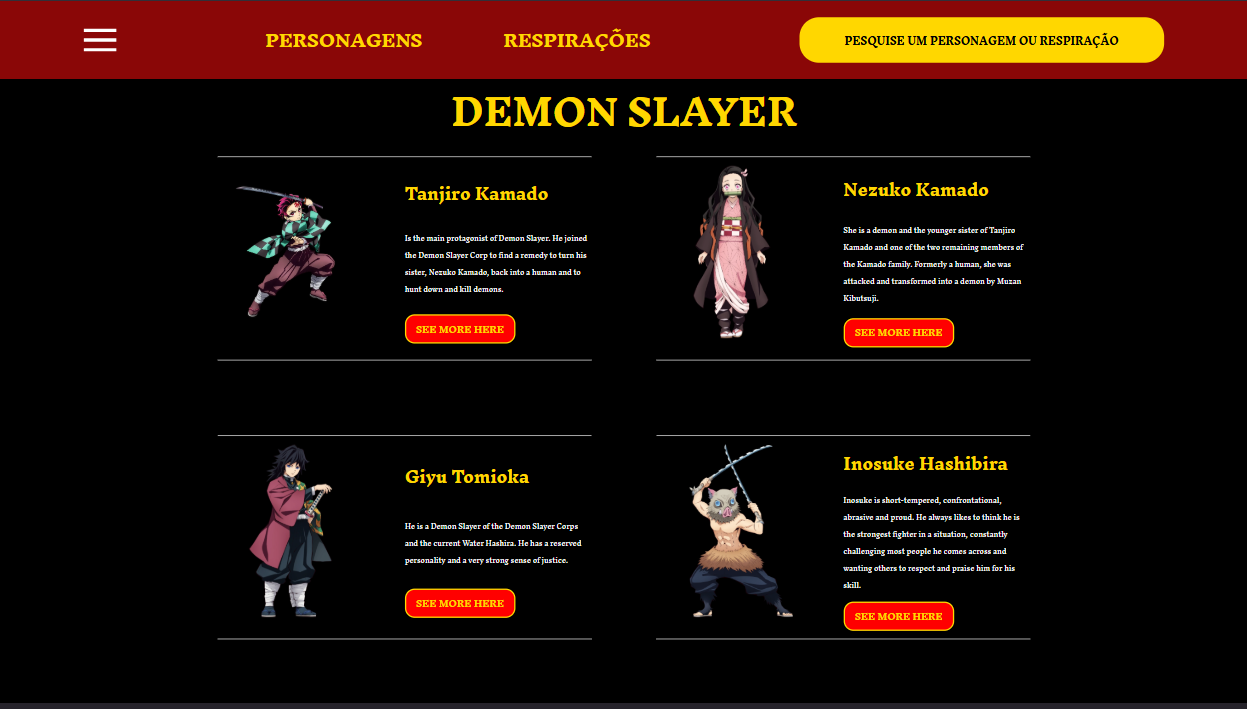 PERSONAGENS
RESPIRAÇÕES
PESQUISE UM PERSONAGEM OU RESPIRAÇÃO
DEMON SLAYER
Tanjiro Kamado
Is the main protagonist of Demon Slayer. He joined
the Demon Slayer Corp to find a remedy to turn his
sister, Nezuko Kamado, back into a human and to
hunt down and kill demons.
SEE MORE HERE
Nezuko Kamado
She is a demon and the younger sister of Tanjiro
Kamado and one of the two remaining members of
the Kamado family. Formerly a human, she was
attacked and transformed into a demon by Muzan
Kibutsuji.
SEE MORE HERE
Giyu Tomioka
He is a Demon Slayer of the Demon Slayer Corps
and the current Water Hashira. He has a reserved
personality and a very strong sense of justice.
SEE MORE HERE
Inosuke Hashibira
Inosuke is short-tempered, confrontational,
abrasive and proud. He always likes to think he is
the strongest fighter in a situation, constantly
challenging most people he comes across and
wanting others to respect and praise him for his
skill.
SEE MORE HERE